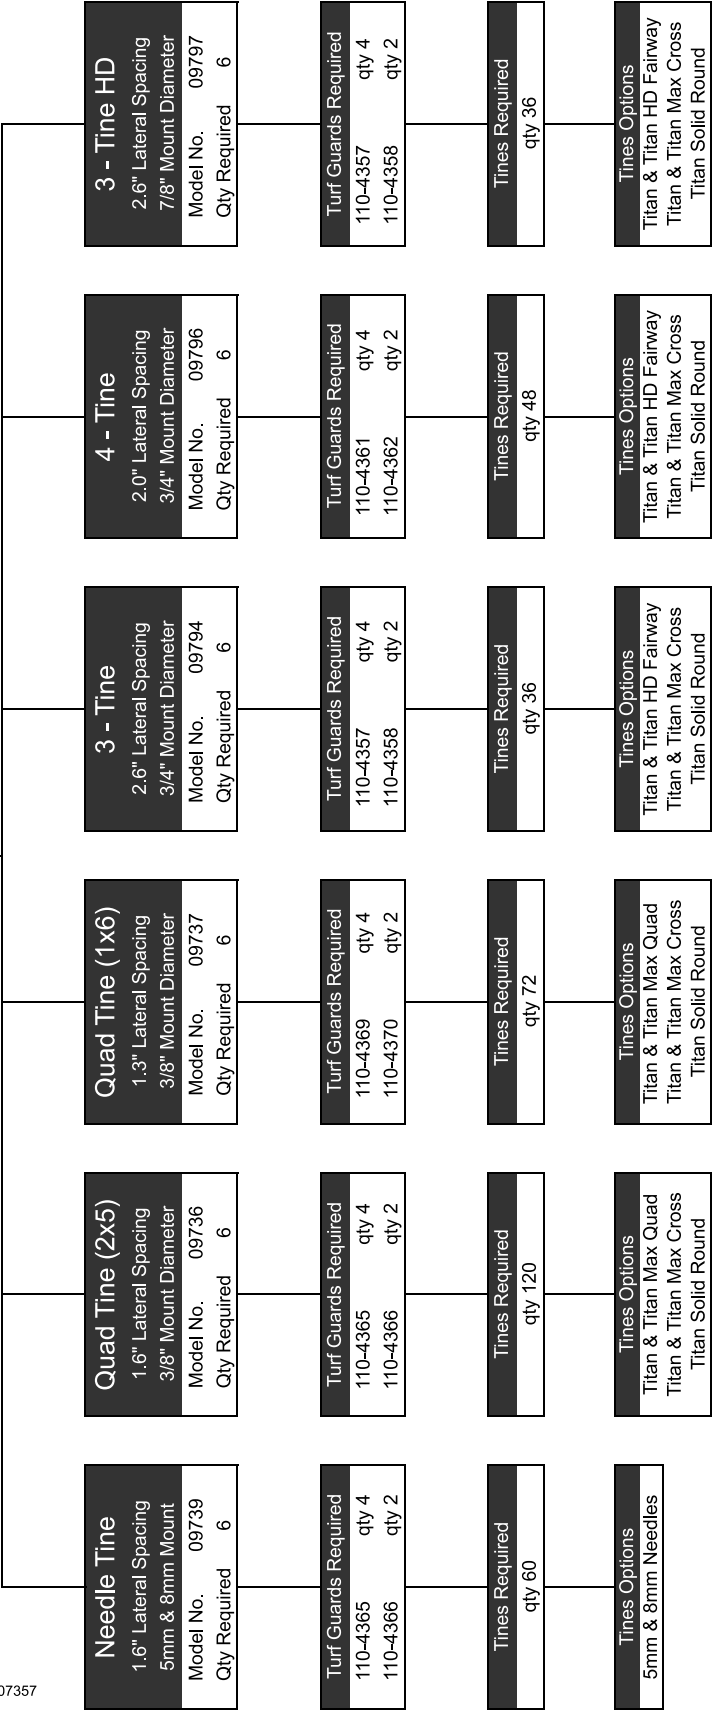 Needle Tine
1.6" Lateral Spacing
5mm & 8mm Mount
Model No. 09739
Qty Required 6
Turf Guards Required
110-4365 qty 4
110-4366 qty 2
Tines Required
qty 60
Tines Options
5mm & 8mm Needles
Quad Tine (2x5)
1.6" Lateral Spacing
3/8" Mount Diameter
Model No. 09736
Qty Required 6
Turf Guards Required
110-4365 qty 4
110-4366 qty 2
Tines Required
qty 120
Tines Options
Titan & Titan Max Quad
Titan & Titan Max Cross
Titan Solid Round
Quad Tine (1x6)
1.3" Lateral Spacing
3/8" Mount Diameter
Model No. 09737
Qty Required 6
Turf Guards Required
110-4369 qty 4
110-4370 qty 2
Tines Required
qty 72
Tines Options
Titan & Titan Max Quad
Titan & Titan Max Cross
Titan Solid Round
3 - Tine
2.6" Lateral Spacing
3/4" Mount Diameter
Model No. 09794
Qty Required 6
Turf Guards Required
110-4357 qty 4
110-4358 qty 2
Tines Required
qty 36
Tines Options
Titan & Titan HD Fairway
Titan & Titan Max Cross
Titan Solid Round
4 - Tine
2.0" Lateral Spacing
3/4" Mount Diameter
Model No. 09796
Qty Required 6
Turf Guards Required
110-4361 qty 4
110-4362 qty 2
Tines Required
qty 48
Tines Options
Titan & Titan HD Fairway
Titan & Titan Max Cross
Titan Solid Round
3 - Tine HD
2.6" Lateral Spacing
7/8" Mount Diameter
Model No. 09797
Qty Required 6
Turf Guards Required
110-4357 qty 4
110-4358 qty 2
Tines Required
qty 36
Tines Options
Titan & Titan HD Fairway
Titan & Titan Max Cross
Titan Solid Round
07357